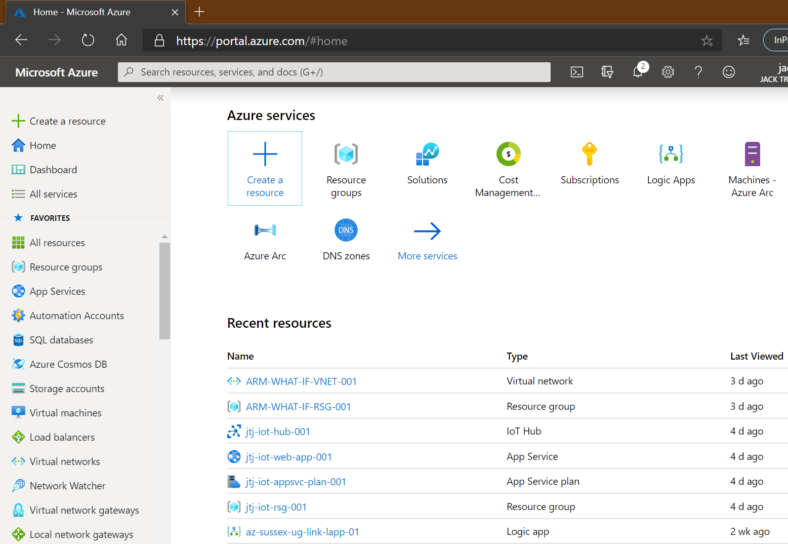 Home - Microsoft Azure
https://portal.azure.com/#home
Microsoft Azure
Search resources, services, and docs (G+/)
2
Create a resource
Home
Dashboard
All services
FAVORITES
All resources
Resource groups
App Services
Automation Accounts
SQL databases
Azure Cosmos DB
Storage accounts
Virtual machines
Load balancers
Virtual networks
Network Watcher
Virtual network gateways
Local network gateways
Azure services
Create a resource
Resource groups
Solutions
Cost Management...
Subscriptions
Logic Apps
Machines - Azure Arc
Azure Arc
DNS
DNS zones
More services
Recent resources
Name Type Last Viewed
ARM-WHAT-IF-VNET-001 Virtual network 3 d ago
ARM-WHAT-IF-RSG-001 Resource group 3 d ago
jtj-iot-hub-001 IoT Hub 4 d ago
jtj-iot-web-app-001 App Service 4 d ago
jtj-iot-appsvc-plan-001 App Service plan 4 d ago
jtj-iot-rsg-001 Resource group 4 d ago
az-sussex-ug-link-lapp-01 Logic app 2 wk ago